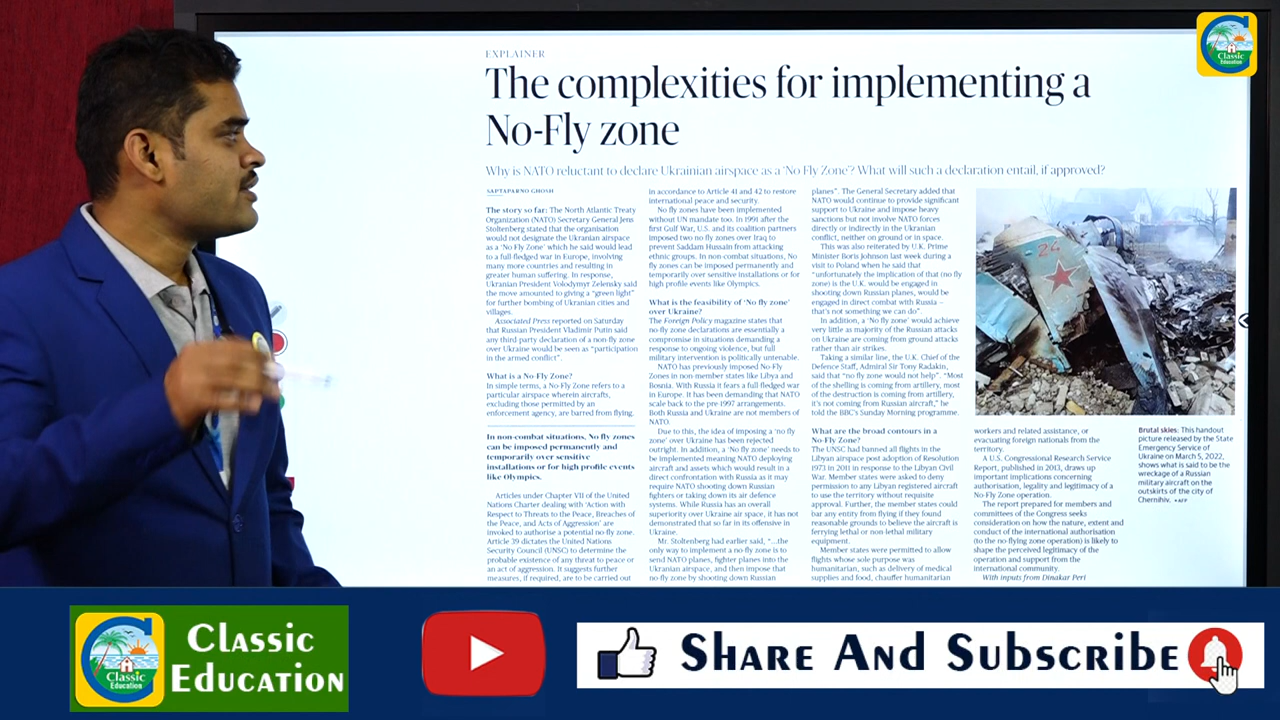 EXPLAINER
The complexities for implementing a
No-Fly zone
Why is NATO reluctant to declare Ukrainian airspace as a 'No Fly Zone'? What will such a declaration entail, if approved?
SAPTAPARNO GHOSH
The story so far: The North Atlantic Treaty
Organization (NATO) Secretary General Jens
Stoltenberg stated that the organisation
would not designate the Ukranian airspace
as a 'No Fly Zone' which he said would lead
to a full fledged war in Europe, involving
many more countries and resulting in
greater human suffering. In response,
Ukranian President Volodymyr Zelensky said
the move amounted to giving a "green light"
for further bombing of Ukranian cities and
villages.
Associated Press reported on Saturday
that Russian President Vladimir Putin said
any third party declaration of a non fly zone
over Ukraine would be seen as "participation
in the armed conflict".
What is a No-Fly Zone?
In simple terms, a No-Fly Zone refers to a
particular airspace wherein aircrafts,
excluding those permitted by an
enforcement agency, are barred from flying.
In non-combat situations, No fly zones
can be imposed permanently and
temporarily over sensitive
installations or for high profile events
like Olympics.
Articles under Chapter VII of the United
Nations Charter dealing with 'Action with
Respect to Threats to the Peace, Breaches of
the Peace, and Acts of Aggression' are
invoked to authorise a potential no-fly zone.
Article 39 dictates the United Nations
Security Council (UNSC) to determine the
probable existence of any threat to peace or
an act of aggression. It suggests further
measures, if required, are to be carried out
in accordance to Article 41 and 42 to restore
international peace and security.
No fly zones have been implemented
without UN mandate too. In 1991 after the
first Gulf War, U.S. and its coalition partners
imposed two no fly zones over Iraq to
prevent Saddam Hussain from attacking
ethnic groups. In non-combat situations, No
fly zones can be imposed permanently and
temporarily over sensitive installations or for
high profile events like Olympics.
What is the feasibility of 'No fly zone'
over Ukraine?
The Foreign Policy magazine states that
no fly zone declarations are essentially a
compromise in situations demanding a
response to ongoing violence, but full
military intervention is politically untenable.
NATO has previously imposed No Fly
Zones in non member states like Libya and
Bosnia. With Russia it fears a full fledged war
in Europe. It has been demanding that NATO
scale back to the pre 1997 arrangements.
Both Russia and Ukraine are not members of
NATO.
Due to this, the idea of imposing a 'no fly
zone' over Ukraine has been rejected
outright. In addition, a 'No fly zone' needs to
be implemented meaning NATO deploying
aircraft and assets which would result in a
direct confrontation with Russia as it may
require NATO shooting down Russian
fighters or taking down its air defence
systems. While Russia has an overall
superiority over Ukraine air space, it has not
demonstrated that so far in its offensive in
Ukraine.
Mr. Stoltenberg had earlier said, "...the
only way to implement a no fly zone is to
send NATO planes, fighter planes into the
Ukranian airspace, and then impose that
no fly zone by shooting down Russian
planes". The General Secretary added that
NATO would continue to provide significant
support to Ukraine and impose heavy
sanctions but not involve NATO forces
directly or indirectly in the Ukranian
conflict, neither on ground or in space.
This was also reiterated by U.K. Prime
Minister Boris Johnson last week during a
visit to Poland when he said that
"unfortunately the implication of that (no fly
zone) is the U.K. would be engaged in
shooting down Russian planes, would be
engaged in direct combat with Russia –
that's not something we can do".
In addition, a 'No fly zone' would achieve
very little as majority of the Russian attacks
on Ukraine are coming from ground attacks
rather than air strikes.
Taking a similar line, the U.K. Chief of the
Defence Staff, Admiral Sir Tony Radakin,
said that "no fly zone would not help". "Most
of the shelling is coming from artillery, most
of the destruction is coming from artillery,
it's not coming from Russian aircraft," he
told the BBC's Sunday Morning programme.
What are the broad contours in a
No-Fly Zone?
The UNSC had banned all flights in the
Libyan airspace post adoption of Resolution
1973 in 2011 in response to the Libyan Civil
War. Member states were asked to deny
permission to any Libyan registered aircraft
to use the territory without requisite
approval. Further, the member states could
bar any entity from flying if they found
reasonable grounds to believe the aircraft is
ferrying lethal or non-lethal military
equipment.
Member states were permitted to allow
flights whose sole purpose was
humanitarian, such as delivery of medical
supplies and food, chauffer humanitarian
workers and related assistance, or
evacuating foreign nationals from the
territory.
A U.S. Congressional Research Service
Report, published in 2013, draws up
important implications concerning
authorisation, legality and legitimacy of a
No-Fly Zone operation.
The report prepared for members and
committees of the Congress seeks
consideration on how the nature, extent and
conduct of the international authorisation
(to the no flying zone operation) is likely to
shape the perceived legitimacy of the
operation and support from the
international community.
With inputs from Dinakar Peri
24
Brutal skies: This handout
picture released by the State
Emergency Service of
Ukraine on March 5, 2022,
shows what is said to be the
wreckage of a Russian
military aircraft on the
outskirts of the city of
Chernihiv. AFP
Classic
Education
Classic
Education
Classic
Education
Share And Subscribe